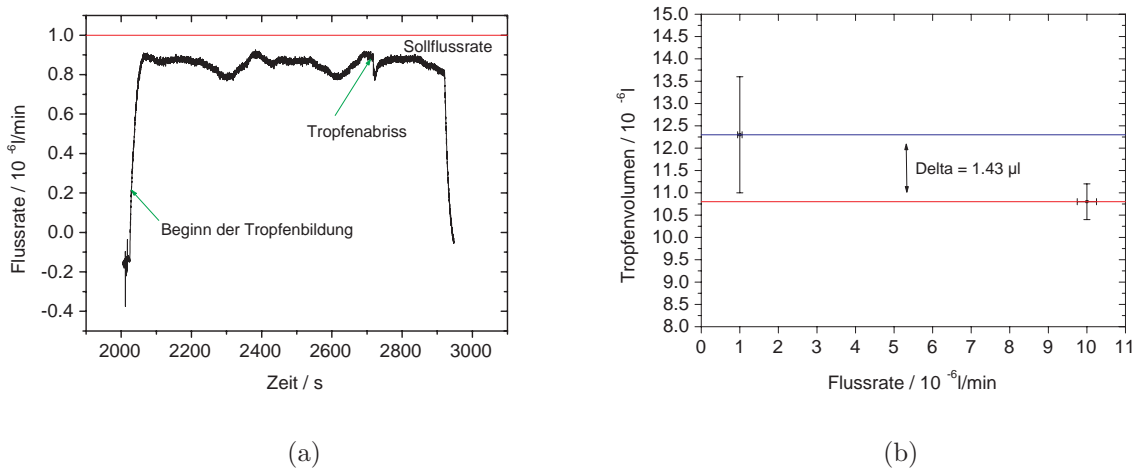 1.0
0.8
0.6
0.4
0.2
0.0
-0.2
-0.4
Flussrate / 10 ⁻⁶l/min
Sollflussrate
Tropfenabriss
Beginn der Tropfenbildung
2000 2200 2400 2600 2800 3000
Zeit / s
(a)
15.0
14.5
14.0
13.5
13.0
12.5
12.0
11.5
11.0
10.5
10.0
9.5
9.0
8.5
8.0
Tropfenvolumen / 10 ⁻⁶l
Delta = 1.43 µl
0 1 2 3 4 5 6 7 8 9 10 11
Flussrate / 10 ⁻⁶l/min
(b)